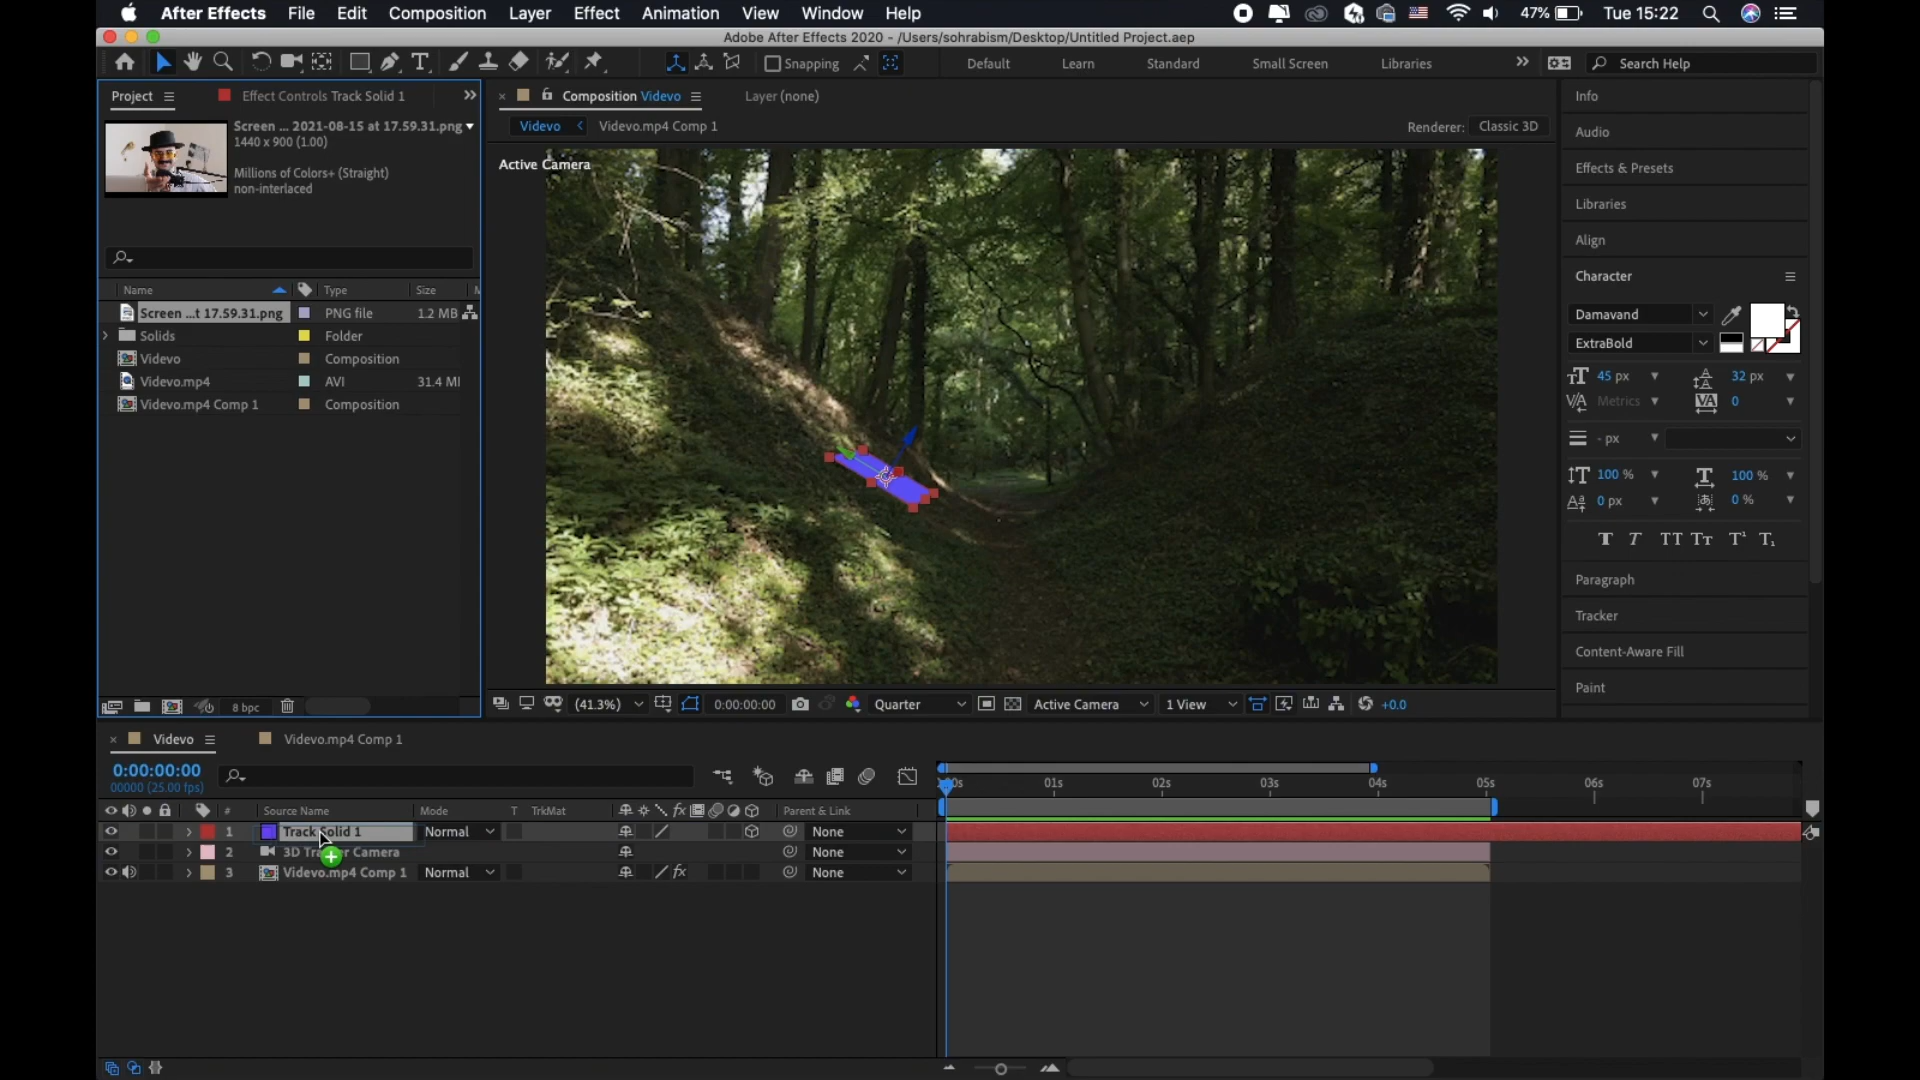 After Effects File Edit Composition Layer Effect Animation View Window Help 47% Tue 15:22
Adobe After Effects 2020 - /Users/sohrabism/Desktop/Untitled Project.aep
Snapping Default Learn Standard Small Screen Libraries Search Help
Project Effect Controls Track Solid 1
Composition Videvo Layer (none)
Videvo Videvo.mp4 Comp 1 Renderer: Classic 3D
Screen ... 2021-08-15 at 17.59.31.png
1440 x 900 (1.00)
Millions of Colors+ (Straight)
non-interlaced
Name Type Size
Screen ...t 17.59.31.png PNG file 1.2 MB
Solids Folder
Videvo Composition
Videvo.mp4 AVI 31.4 MI
Videvo.mp4 Comp 1 Composition
8 bpc
Active Camera
(41.3%) 0:00:00:00 Quarter Active Camera 1 View +0.0
Info
Audio
Effects & Presets
Libraries
Align
Character
Damavand
ExtraBold
45 px 32 px
Metrics 0
- px
100 % 100 %
0 px 0 %
Paragraph
Tracker
Content-Aware Fill
Paint
Videvo Videvo.mp4 Comp 1
0:00:00:00
00000 (25.00 fps)
01s 02s 03s 04s 05s 06s 07s
# Source Name Mode T TrkMat Parent & Link
1 Track Solid 1 Normal None
2 3D Tracker Camera None
3 Videvo.mp4 Comp 1 Normal None